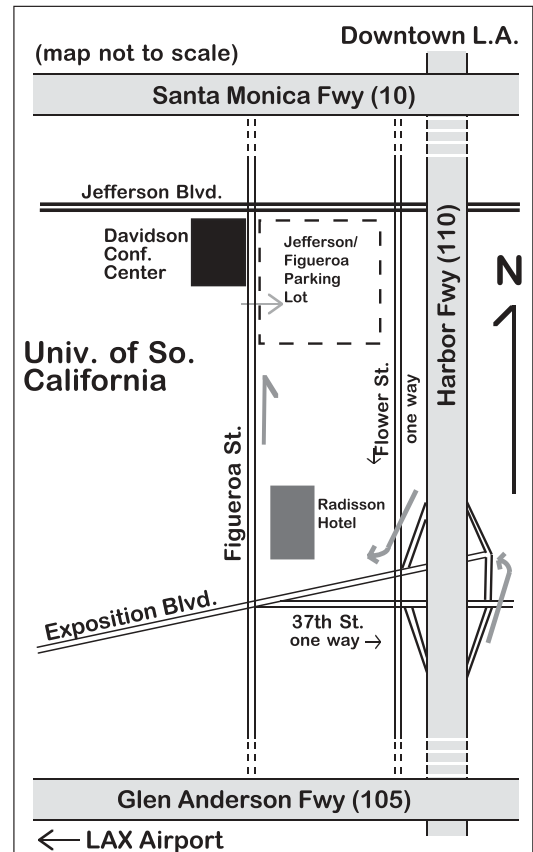 Downtown L.A.
(map not to scale)
Santa Monica Fwy (10)
Jefferson Blvd.
Davidson
Conf.
Center
Jefferson/
Figueroa
Parking
Lot
Harbor Fwy (110)
N
Univ. of So.
California
Flower St.
one way
Figueroa St.
Radisson
Hotel
Exposition Blvd.
37th St.
one way
Glen Anderson Fwy (105)
LAX Airport